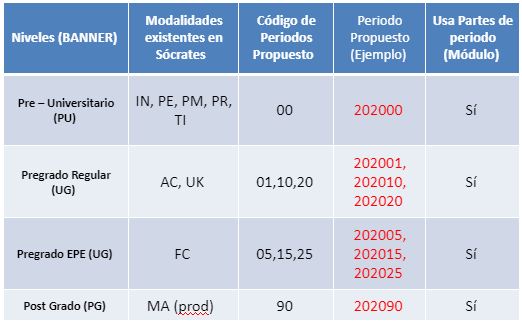 Niveles (BANNER)
Modalidades
existentes en
Sócrates
Código de
Periodos
Propuesto
Periodo
Propuesto
(Ejemplo)
Usa Partes de
periodo
(Módulo)
Pre – Universitario
(PU)
IN, PE, PM, PR,
TI
00
202000
Sí
Pregrado Regular
(UG)
AC, UK
01,10,20
202001,
202010,
202020
Sí
Pregrado EPE (UG)
FC
05,15,25
202005,
202015,
202025
Sí
Post Grado (PG)
MA (prod)
90
202090
Sí